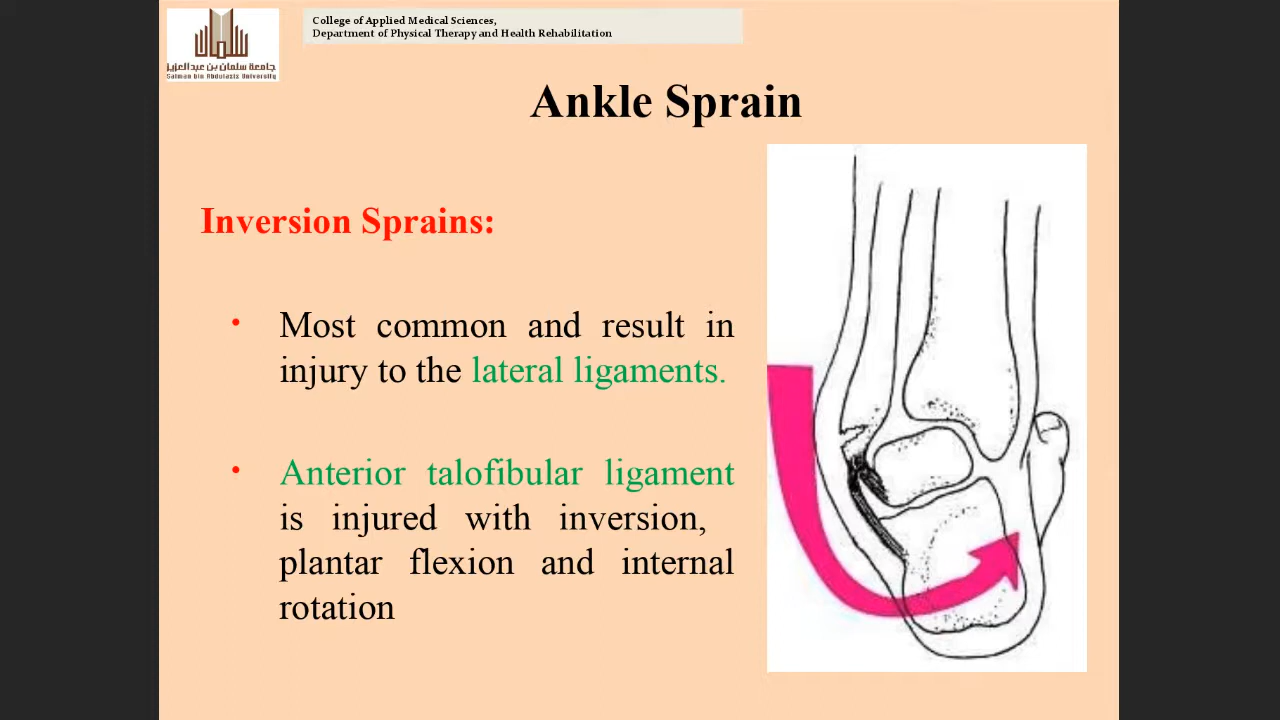 جامعة سلمان بن عبدالعزيز
Salman bin Abdulaziz University
College of Applied Medical Sciences,
Department of Physical Therapy and Health Rehabilitation
Ankle Sprain
Inversion Sprains:
• Most common and result in
injury to the lateral ligaments.
• Anterior talofibular ligament
is injured with inversion,
plantar flexion and internal
rotation